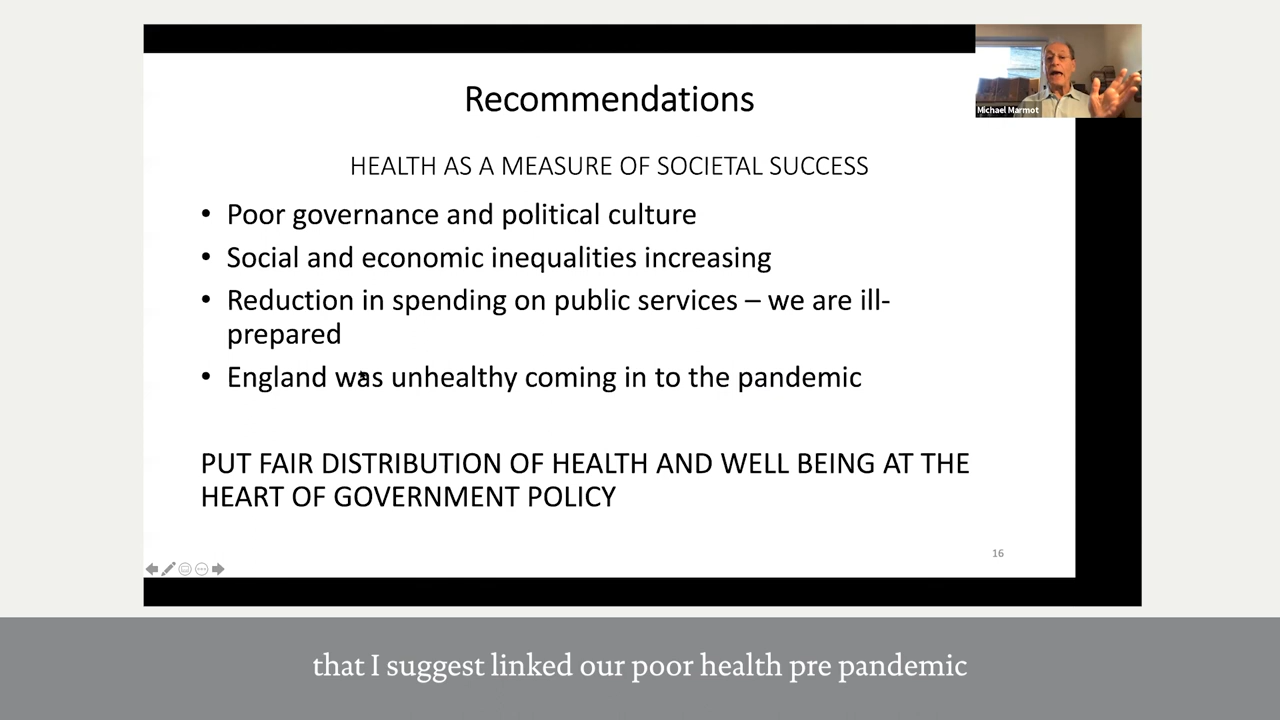 Recommendations
Michael Marmot
HEALTH AS A MEASURE OF SOCIETAL SUCCESS
• Poor governance and political culture
• Social and economic inequalities increasing
• Reduction in spending on public services – we are ill-
prepared
• England was unhealthy coming in to the pandemic
PUT FAIR DISTRIBUTION OF HEALTH AND WELL BEING AT THE
HEART OF GOVERNMENT POLICY
16
that I suggest linked our poor health pre pandemic